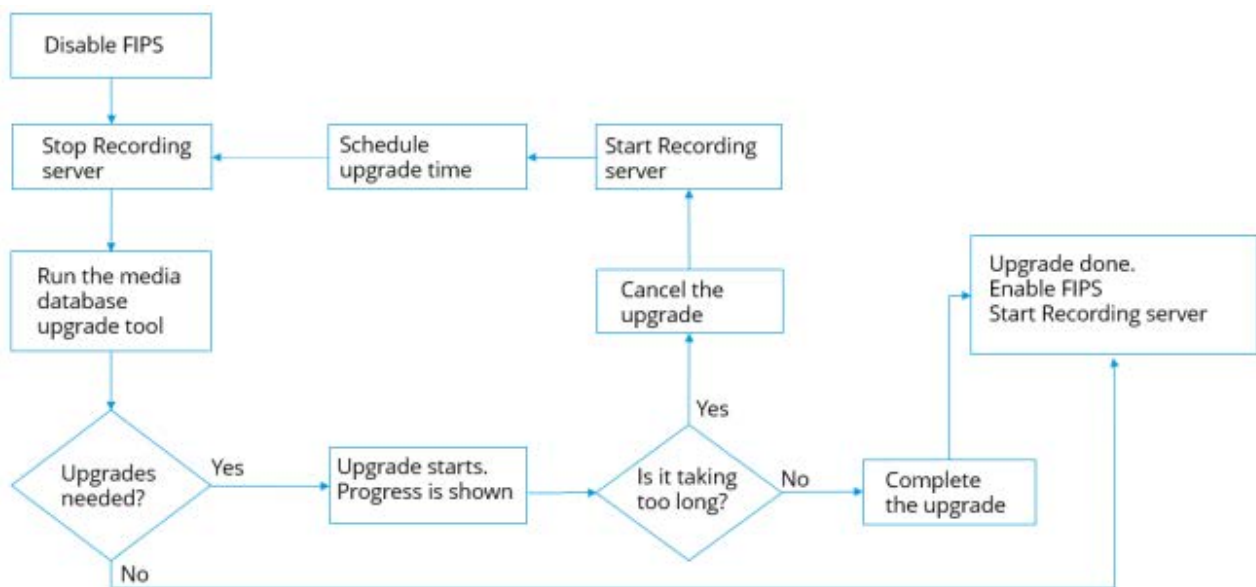 Disable FIPS
Stop Recording
server
Schedule
upgrade time
Start Recording
server
Run the media
database
upgrade tool
Cancel the
upgrade
Upgrade done.
Enable FIPS
Start Recording server
Yes
Upgrades
needed?
Yes
Upgrade starts.
Progress is shown
Is it taking
too long?
No
Complete
the upgrade
No